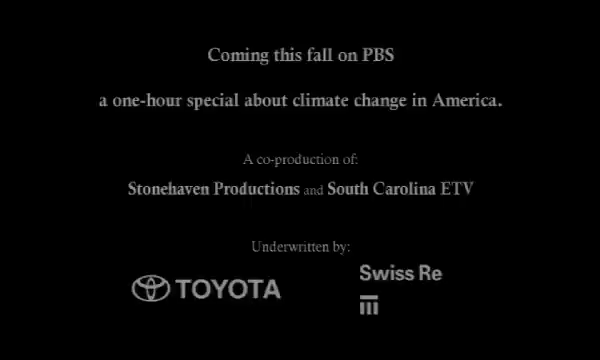 Coming this fall on PBS
a one-hour special about climate change in America.
A co-production of:
Stonehaven Productions and South Carolina ETV
Underwritten by:
TOYOTA
Swiss Re